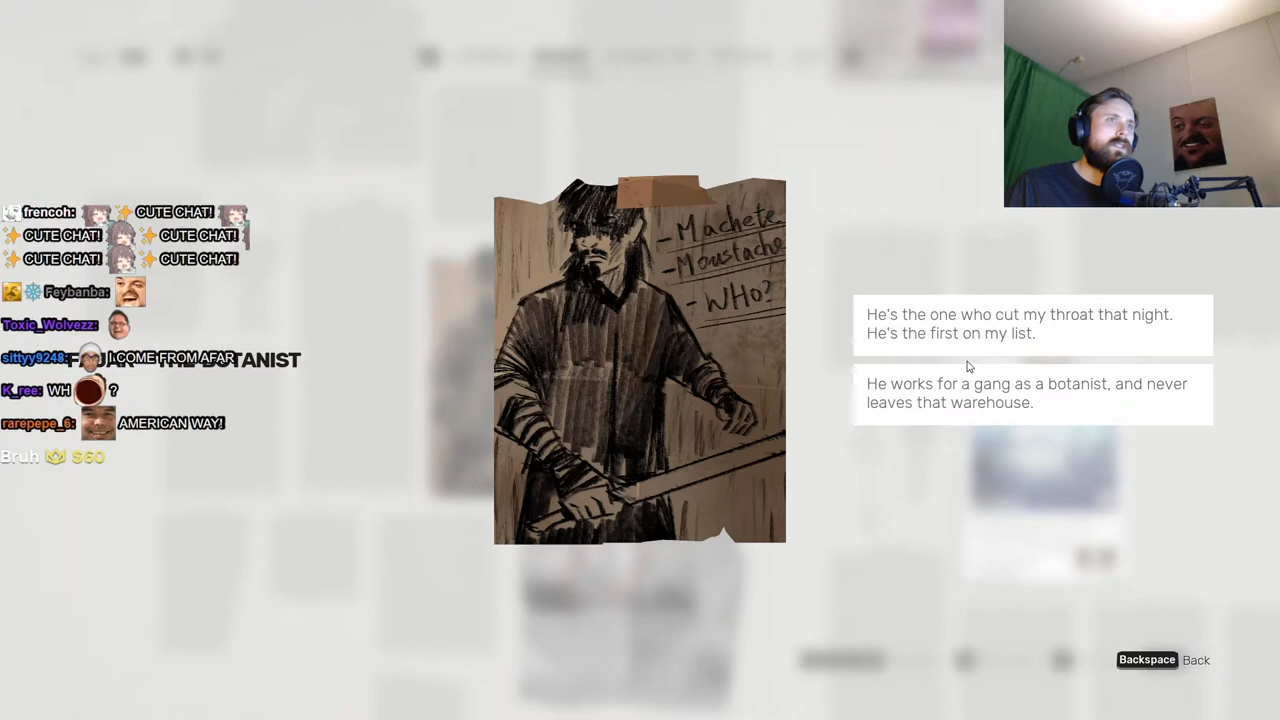 frencoh: CUTE CHAT!
CUTE CHAT! CUTE CHAT!
CUTE CHAT! CUTE CHAT!
Feybanba:
Toxic_Wolvezz:
sittyy9248: I COME FROM AFAR
THE BOTANIST
K_ree: WH ?
rarepepe_6: AMERICAN WAY!
Bruh $60
- Machete
- Moustache
- WHO?
He's the one who cut my throat that night.
He's the first on my list.
He works for a gang as a botanist, and never
leaves that warehouse.
Backspace Back